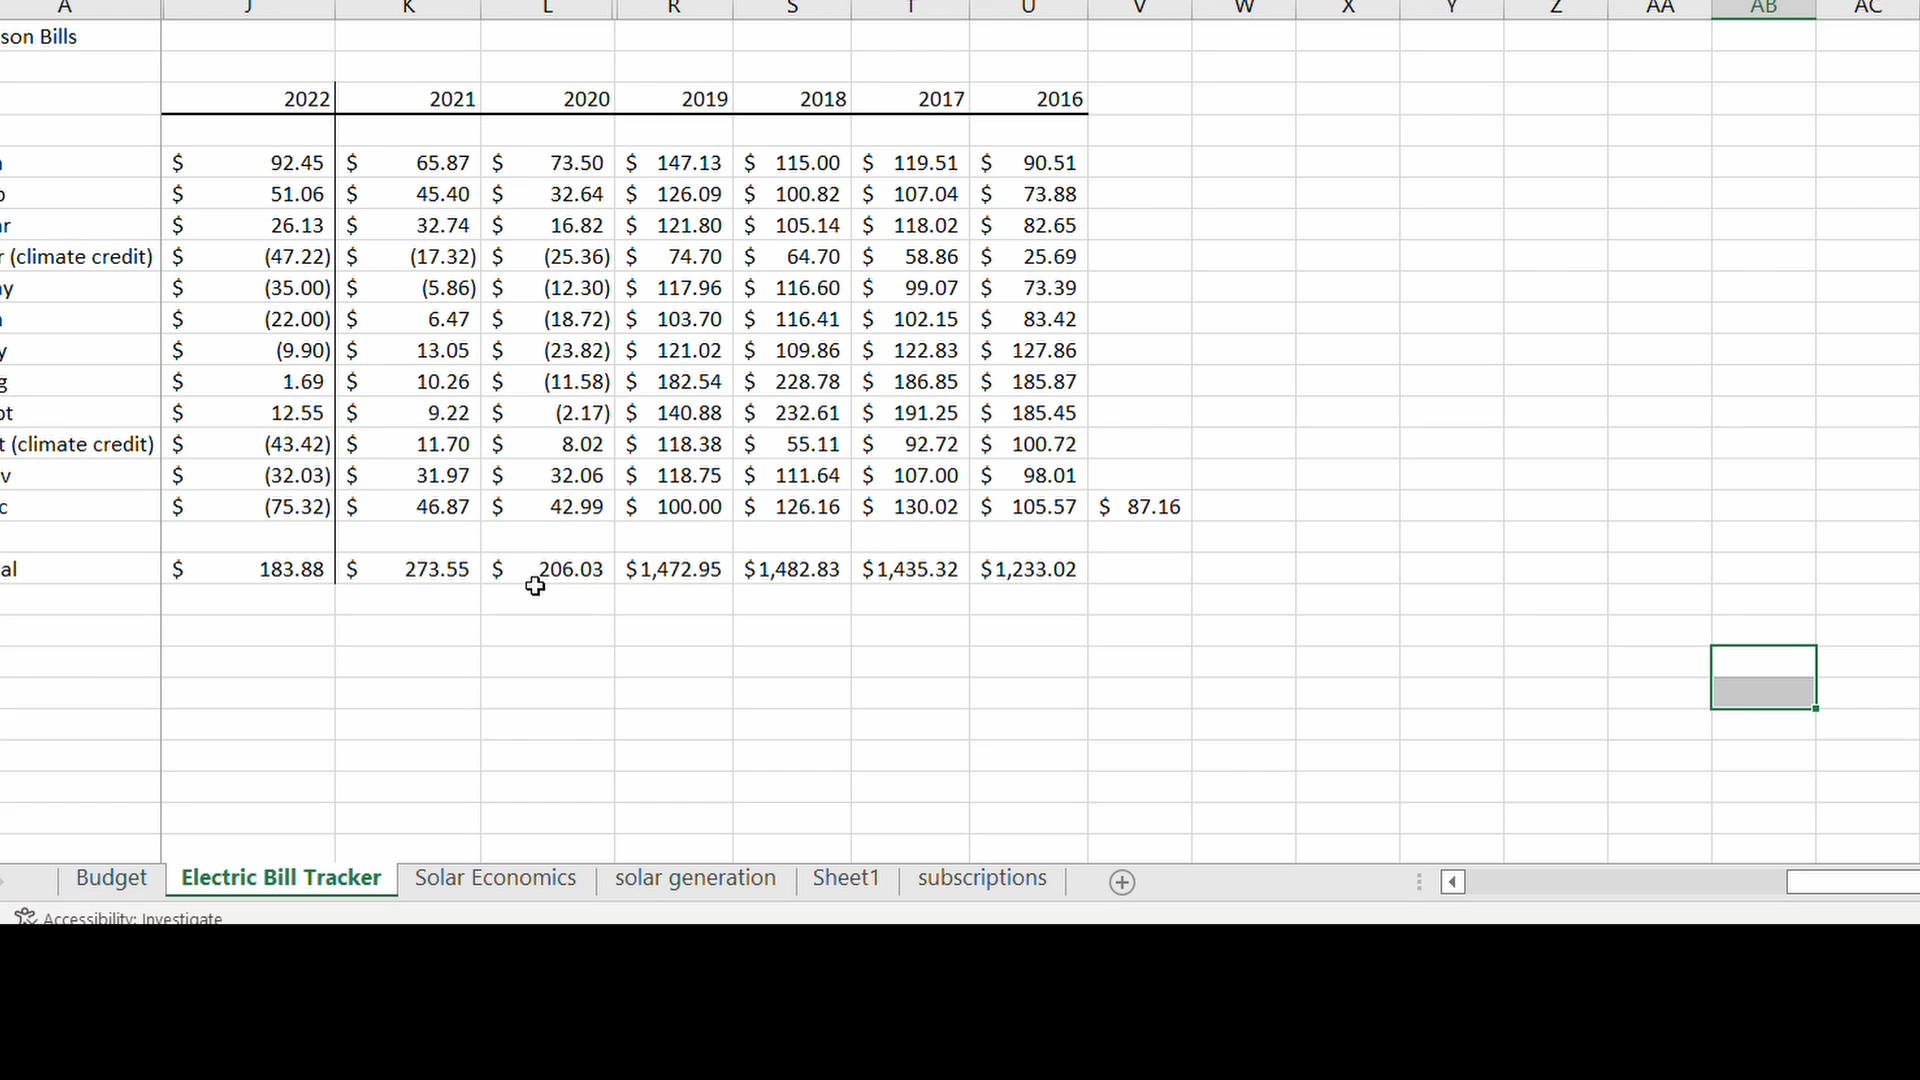 A J K L R S T U V W X Y Z AA AB AC
son Bills
2022 2021 2020 2019 2018 2017 2016
$ 92.45 $ 65.87 $ 73.50 $ 147.13 $ 115.00 $ 119.51 $ 90.51
$ 51.06 $ 45.40 $ 32.64 $ 126.09 $ 100.82 $ 107.04 $ 73.88
r $ 26.13 $ 32.74 $ 16.82 $ 121.80 $ 105.14 $ 118.02 $ 82.65
r (climate credit) $ (47.22) $ (17.32) $ (25.36) $ 74.70 $ 64.70 $ 58.86 $ 25.69
y $ (35.00) $ (5.86) $ (12.30) $ 117.96 $ 116.60 $ 99.07 $ 73.39
$ (22.00) $ 6.47 $ (18.72) $ 103.70 $ 116.41 $ 102.15 $ 83.42
y $ (9.90) $ 13.05 $ (23.82) $ 121.02 $ 109.86 $ 122.83 $ 127.86
g $ 1.69 $ 10.26 $ (11.58) $ 182.54 $ 228.78 $ 186.85 $ 185.87
pt $ 12.55 $ 9.22 $ (2.17) $ 140.88 $ 232.61 $ 191.25 $ 185.45
t (climate credit) $ (43.42) $ 11.70 $ 8.02 $ 118.38 $ 55.11 $ 92.72 $ 100.72
v $ (32.03) $ 31.97 $ 32.06 $ 118.75 $ 111.64 $ 107.00 $ 98.01
c $ (75.32) $ 46.87 $ 42.99 $ 100.00 $ 126.16 $ 130.02 $ 105.57 $ 87.16
al $ 183.88 $ 273.55 $ 206.03 $1,472.95 $1,482.83 $1,435.32 $1,233.02
Budget Electric Bill Tracker Solar Economics solar generation Sheet1 subscriptions
Accessibility: Investigate